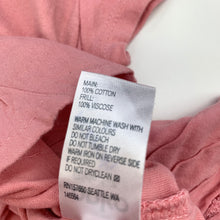 MAIN:
100% COTTON
FRILL:
100% VISCOSE
WARM MACHINE WASH WITH
SIMILAR COLOURS
DO NOT BLEACH
DO NOT TUMBLE DRY
WARM IRON ON REVERSE SIDE
IF REQUIRED
DO NOT DRYCLEAN
RN157660 SEATTLE WA